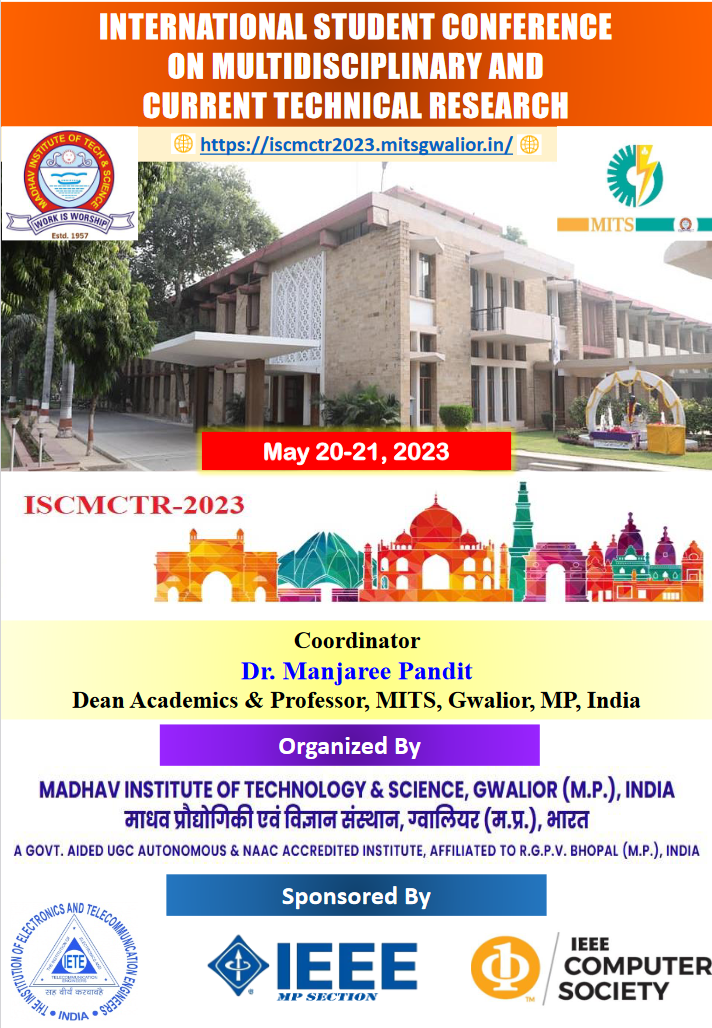 INTERNATIONAL STUDENT CONFERENCE
ON MULTIDISCIPLINARY AND
CURRENT TECHNICAL RESEARCH
https://iscmctr2023.mitsgwalior.in/
MADHAV INSTITUTE OF TECH & SCIENCE
WORK IS WORSHIP
Estd. 1957
MITS
May 20-21, 2023
ISCMCTR-2023
Coordinator
Dr. Manjaree Pandit
Dean Academics & Professor, MITS, Gwalior, MP, India
Organized By
MADHAV INSTITUTE OF TECHNOLOGY & SCIENCE, GWALIOR (M.P.), INDIA
माधव प्रौद्योगिकी एवं विज्ञान संस्थान, ग्वालियर (म.प्र.), भारत
A GOVT. AIDED UGC AUTONOMOUS & NAAC ACCREDITED INSTITUTE, AFFILIATED TO R.G.P.V. BHOPAL (M.P.), INDIA
Sponsored By
THE INSTITUTION OF ELECTRONICS AND TELECOMMUNICATION ENGINEERS
IETE
• INDIA •
IEEE
MP SECTION
IEEE
COMPUTER
SOCIETY